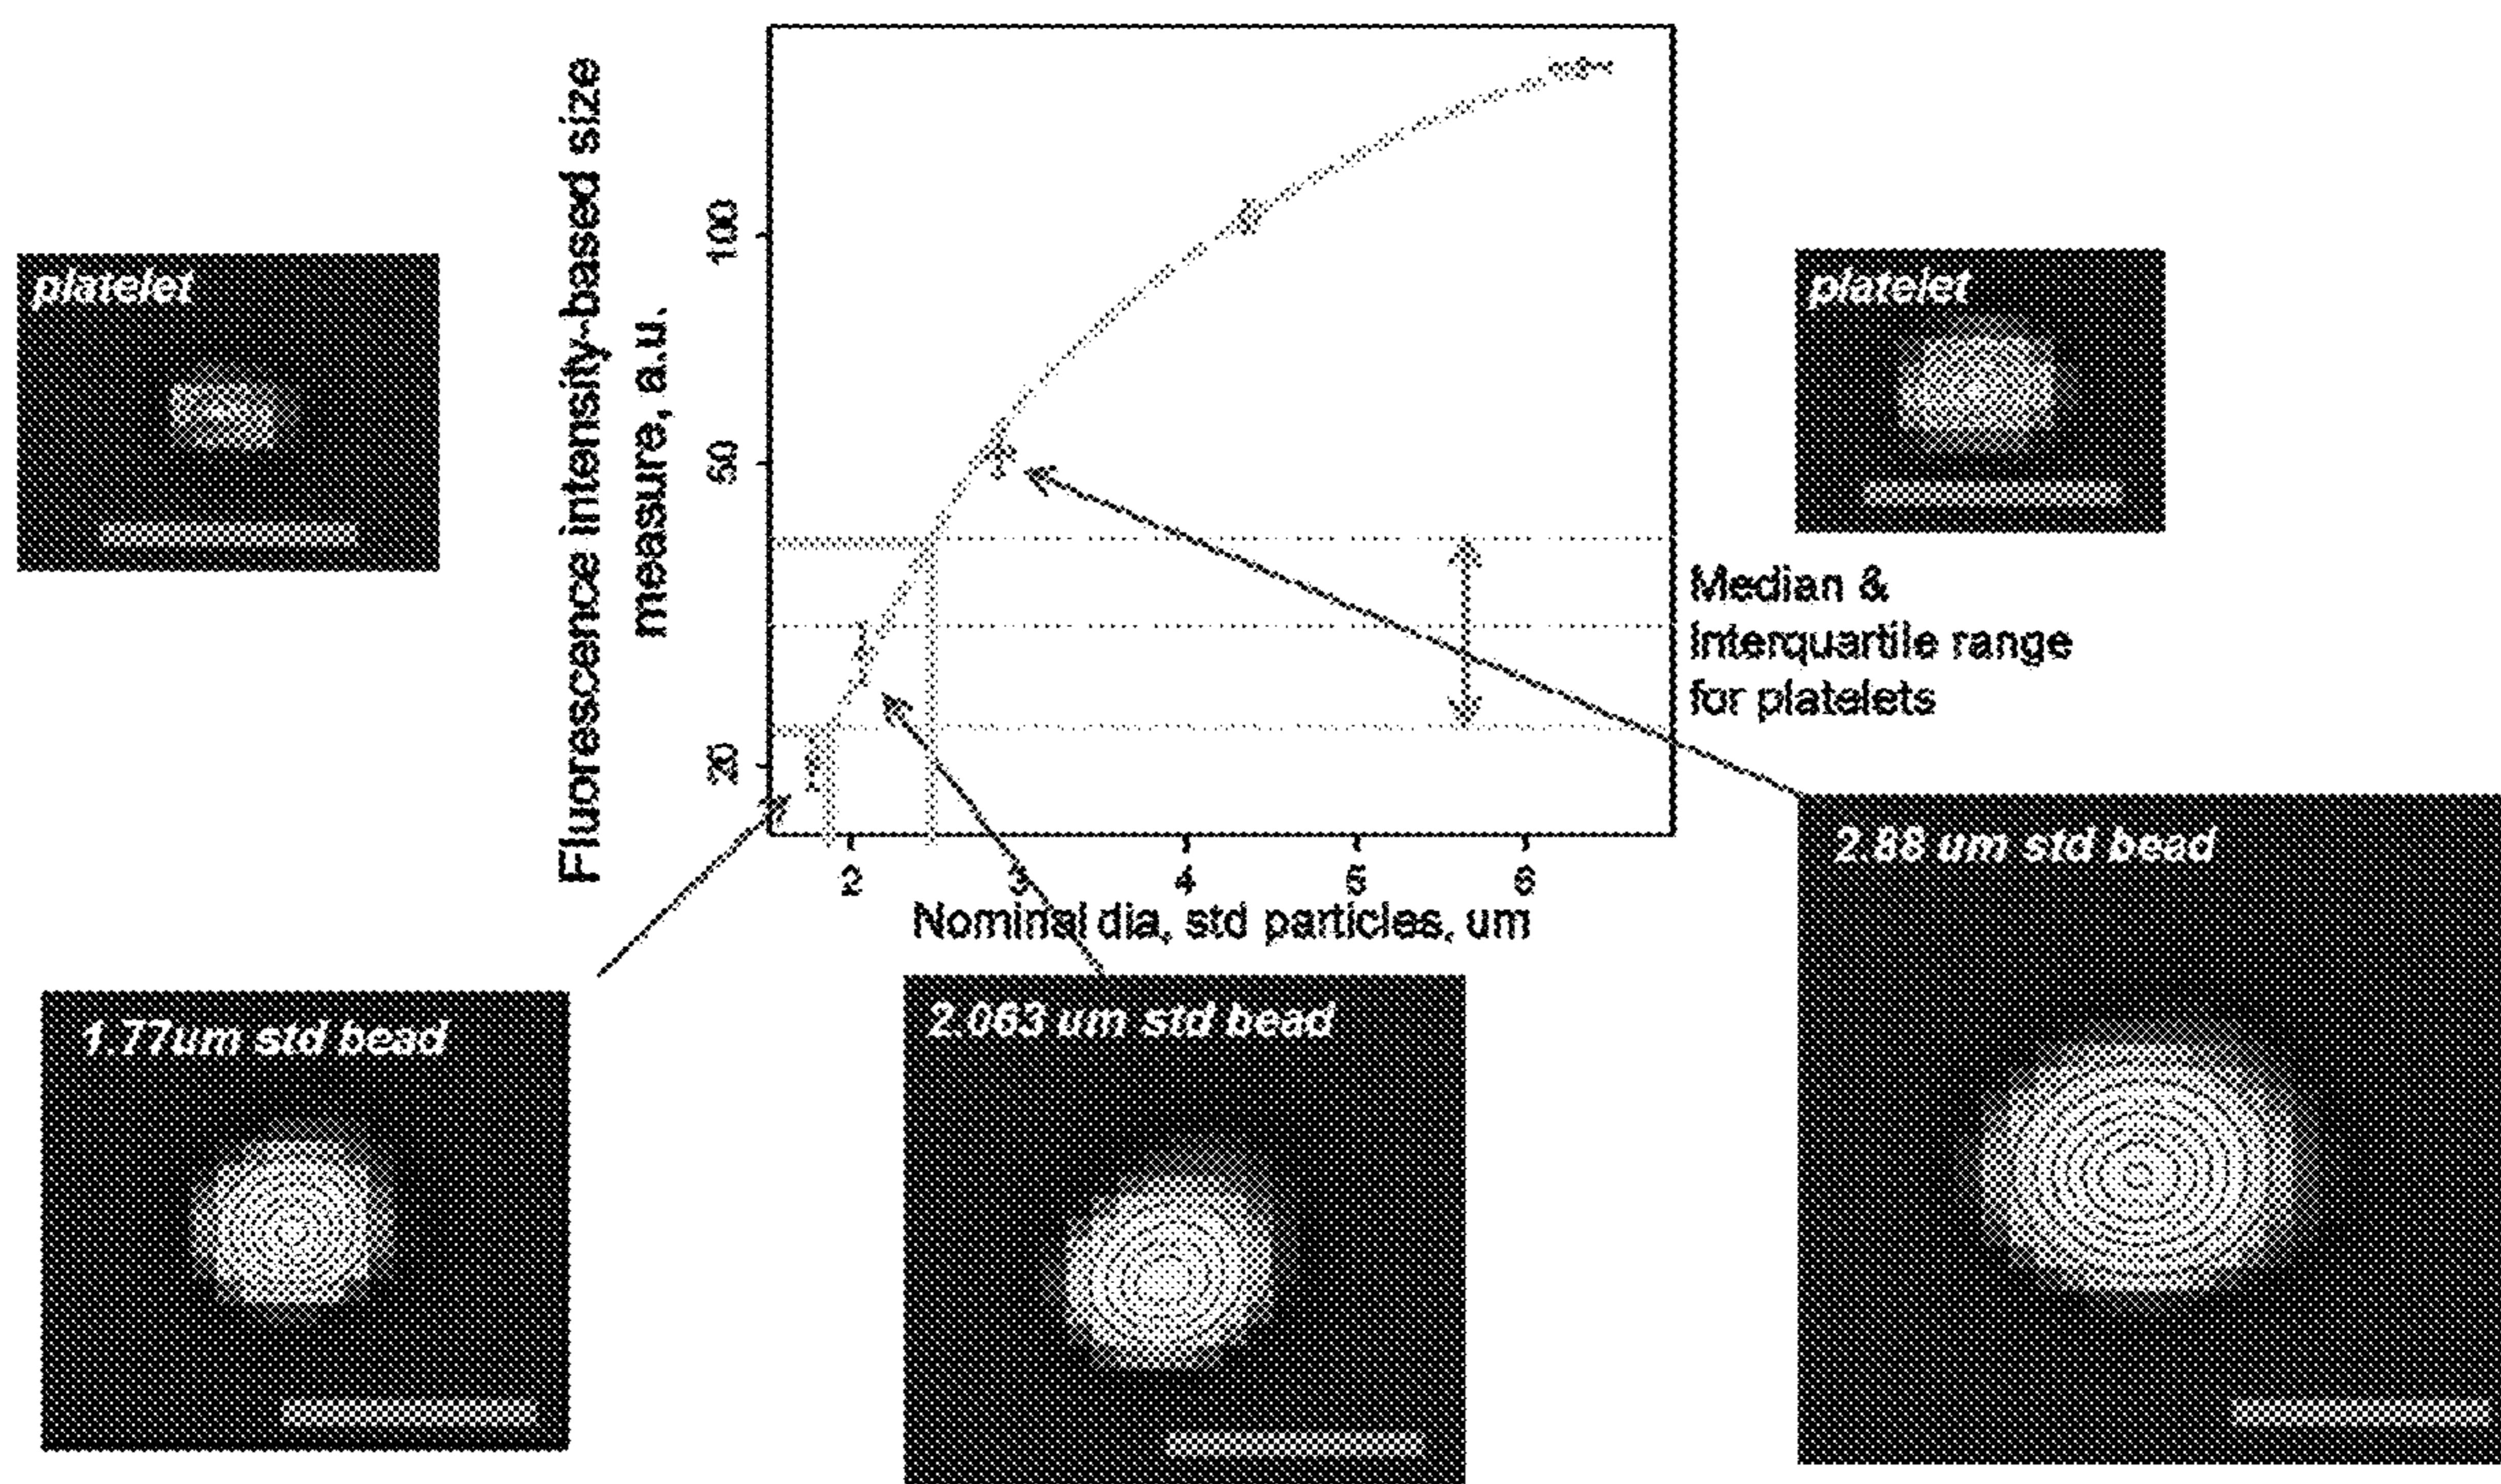 Fluorescence intensity-based size
measure, a.u.
100
50
20
2
3
4
5
6
Nominal dia, std particles, um
platelet
platelet
Median &
Interquartile range
for platelets
1.77um std bead
2.063 um std bead
2.88 um std bead